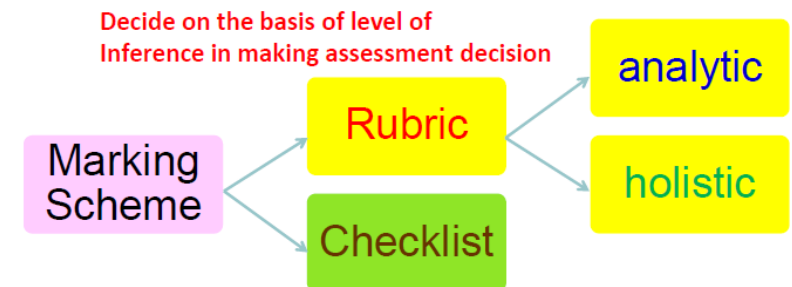 Decide on the basis of level of
Inference in making assessment decision
analytic
Rubric
Marking
Scheme
holistic
Checklist